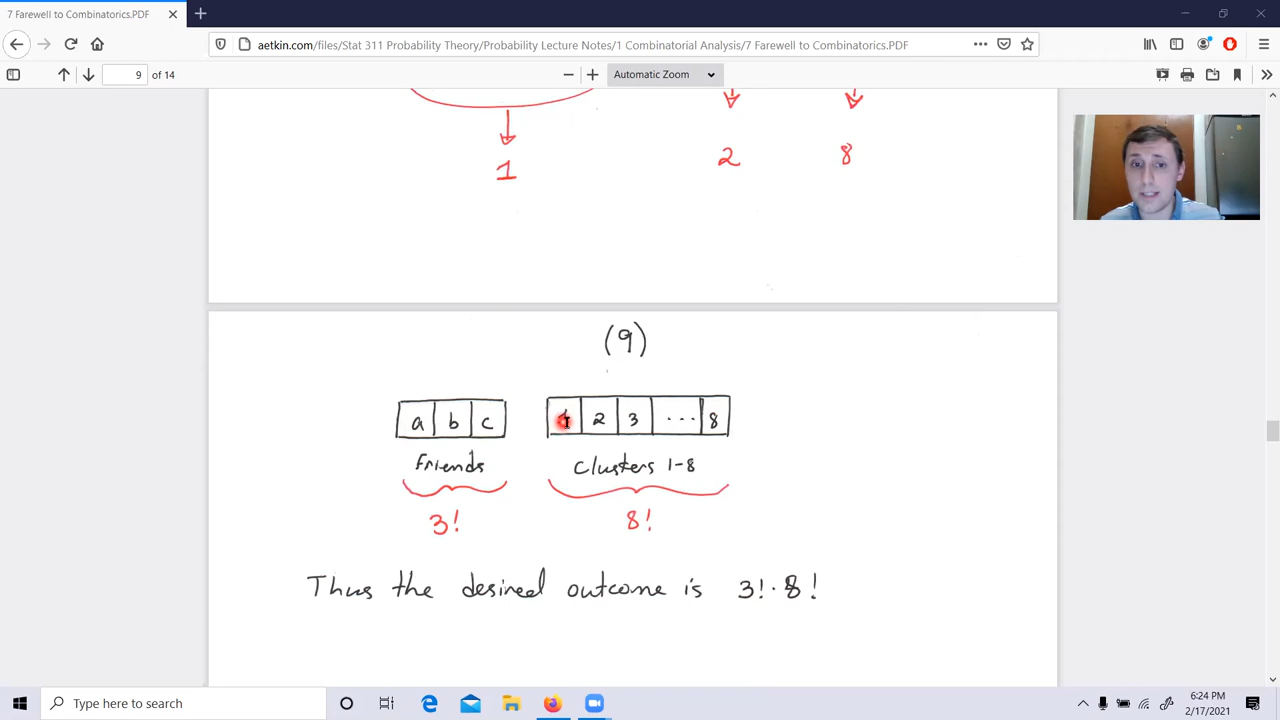 7 Farewell to Combinatorics.PDF
aetkin.com/files/Stat 311 Probability Theory/Probability Lecture Notes/1 Combinatorial Analysis/7 Farewell to Combinatorics.PDF
9 of 14
Automatic Zoom
1 2 8
(9)
a b c 1 2 3 ... 8
Friends Clusters 1-8
3! 8!
Thus the desired outcome is 3! · 8!
Type here to search
6:24 PM
2/17/2021